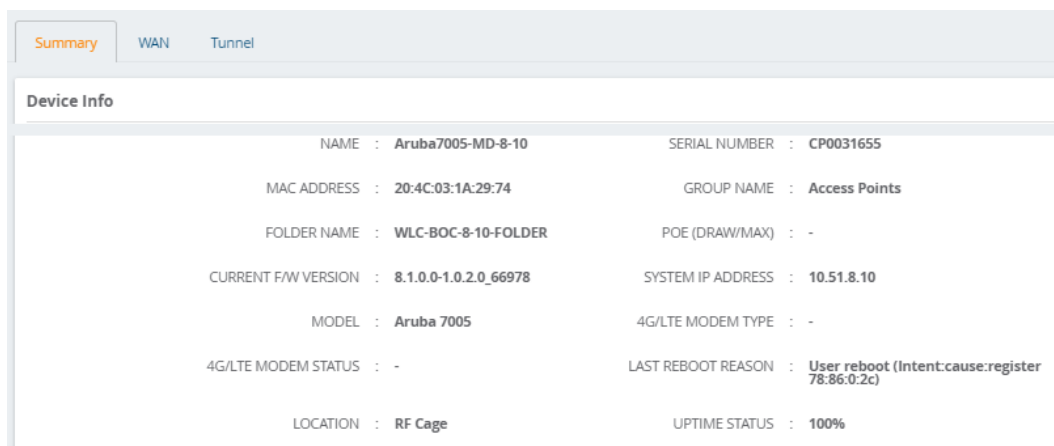 Summary WAN Tunnel
Device Info
NAME : Aruba7005-MD-8-10 SERIAL NUMBER : CP0031655
MAC ADDRESS : 20:4C:03:1A:29:74 GROUP NAME : Access Points
FOLDER NAME : WLC-BOC-8-10-FOLDER POE (DRAW/MAX) : -
CURRENT F/W VERSION : 8.1.0.0-1.0.2.0_66978 SYSTEM IP ADDRESS : 10.51.8.10
MODEL : Aruba 7005 4G/LTE MODEM TYPE : -
4G/LTE MODEM STATUS : - LAST REBOOT REASON : User reboot (Intent:cause:register
78:86:0:2c)
LOCATION : RF Cage UPTIME STATUS : 100%